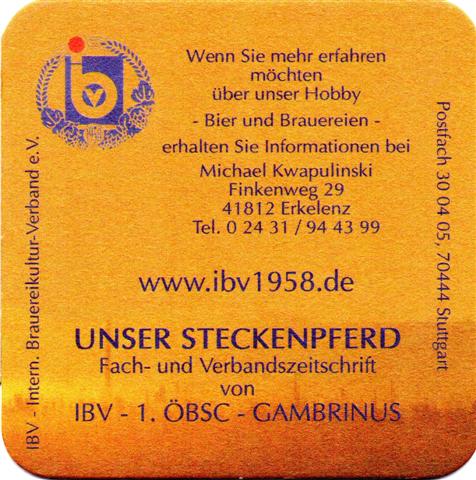 ibv
1958
Wenn Sie mehr erfahren
möchten
über unser Hobby
- Bier und Brauereien -
erhalten Sie Informationen bei
Michael Kwapulinski
Finkenweg 29
41812 Erkelenz
Tel. 0 24 31 / 94 43 99
www.ibv1958.de
UNSER STECKENPFERD
Fach- und Verbandszeitschrift
von
IBV - 1. ÖBSC - GAMBRINUS
IBV - Intern. Brauereikultur-Verband e.V.
Postfach 30 04 05, 70444 Stuttgart